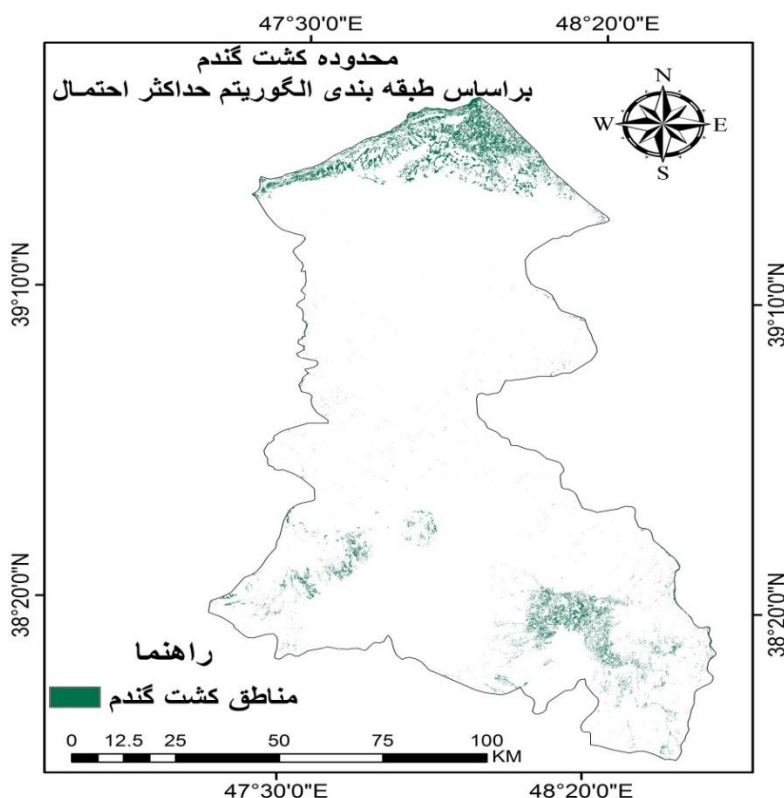 47°30'0"E 48°20'0"E
محدوده کشت گندم
براساس طبقه بندی الگوریتم حداکثر احتمال
N
W E
S
39°10'0"N 39°10'0"N
38°20'0"N 38°20'0"N
راهنما
مناطق کشت گندم
0 12.5 25 50 75 100
KM
47°30'0"E 48°20'0"E